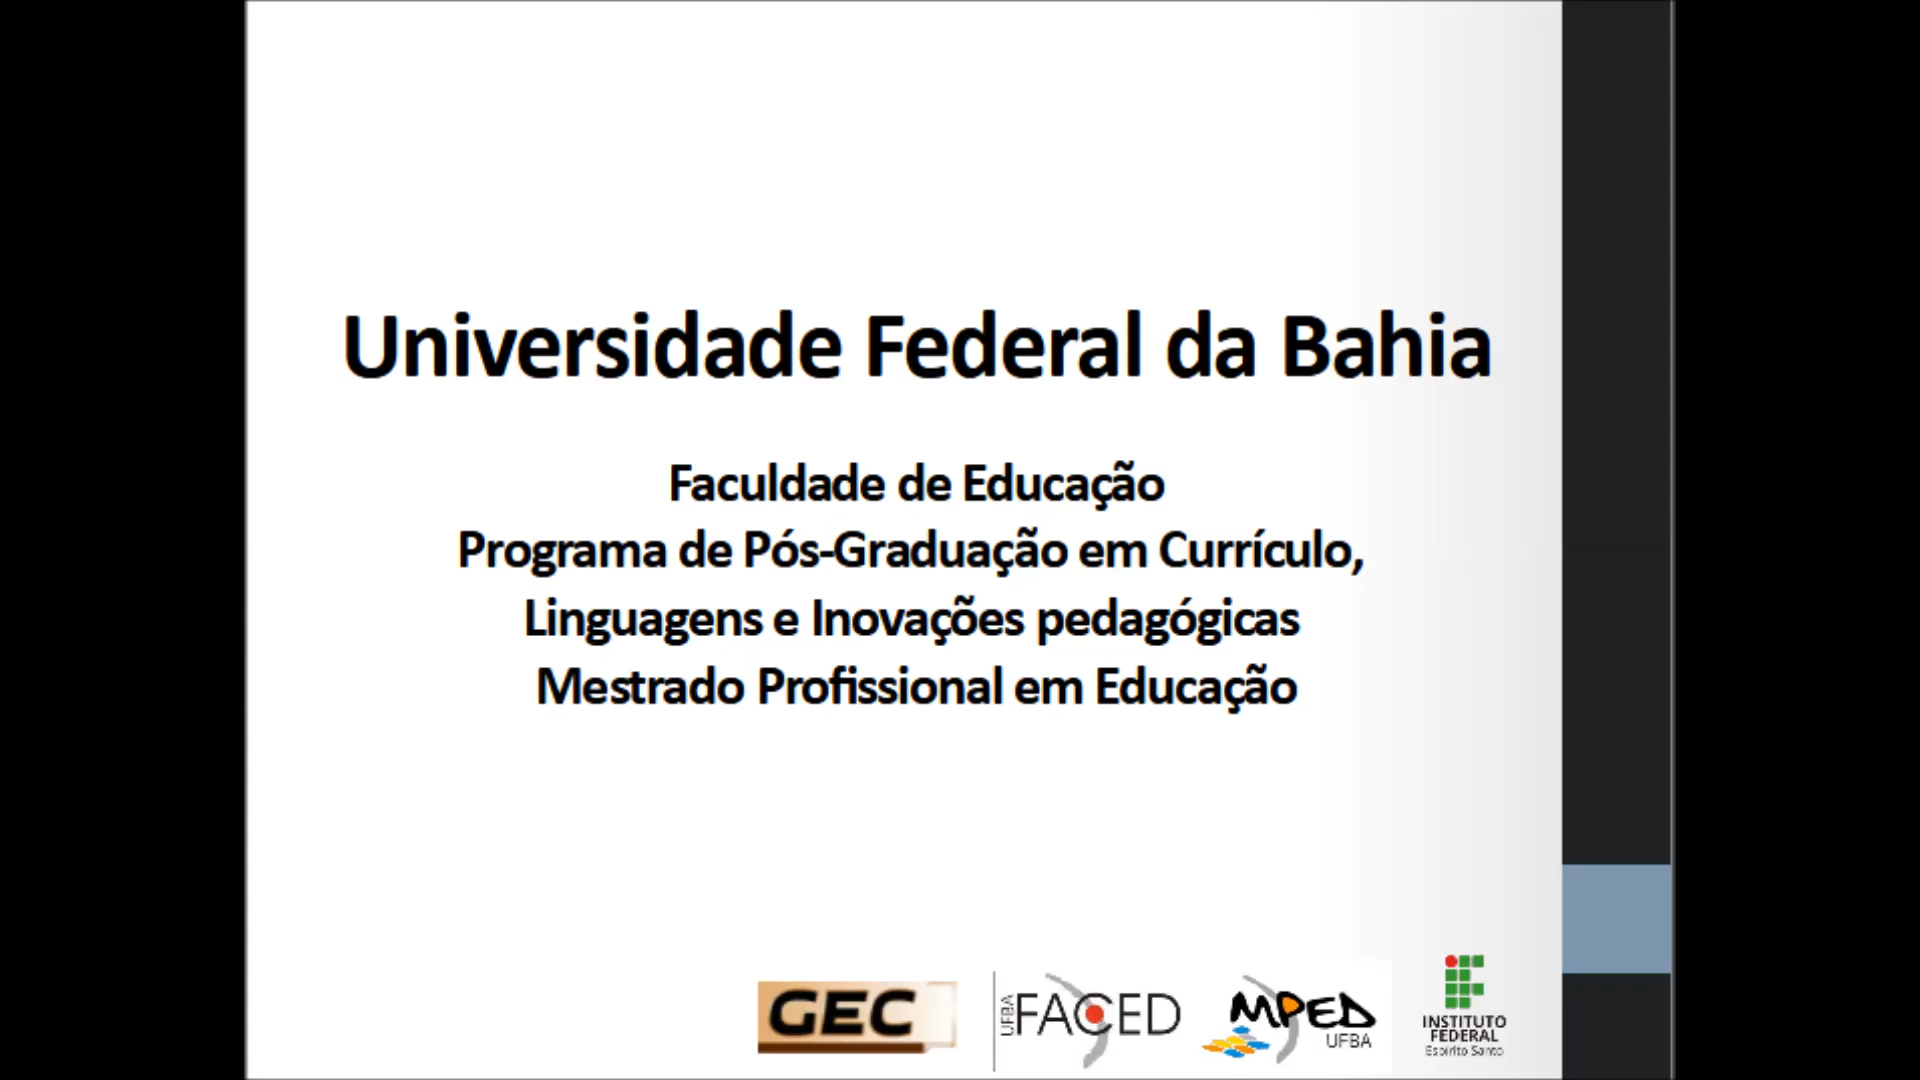 Universidade Federal da Bahia
Faculdade de Educação
Programa de Pós-Graduação em Currículo,
Linguagens e Inovações pedagógicas
Mestrado Profissional em Educação
GEC
UFBA
FACED
MPED
UFBA
INSTITUTO
FEDERAL
Espírito Santo